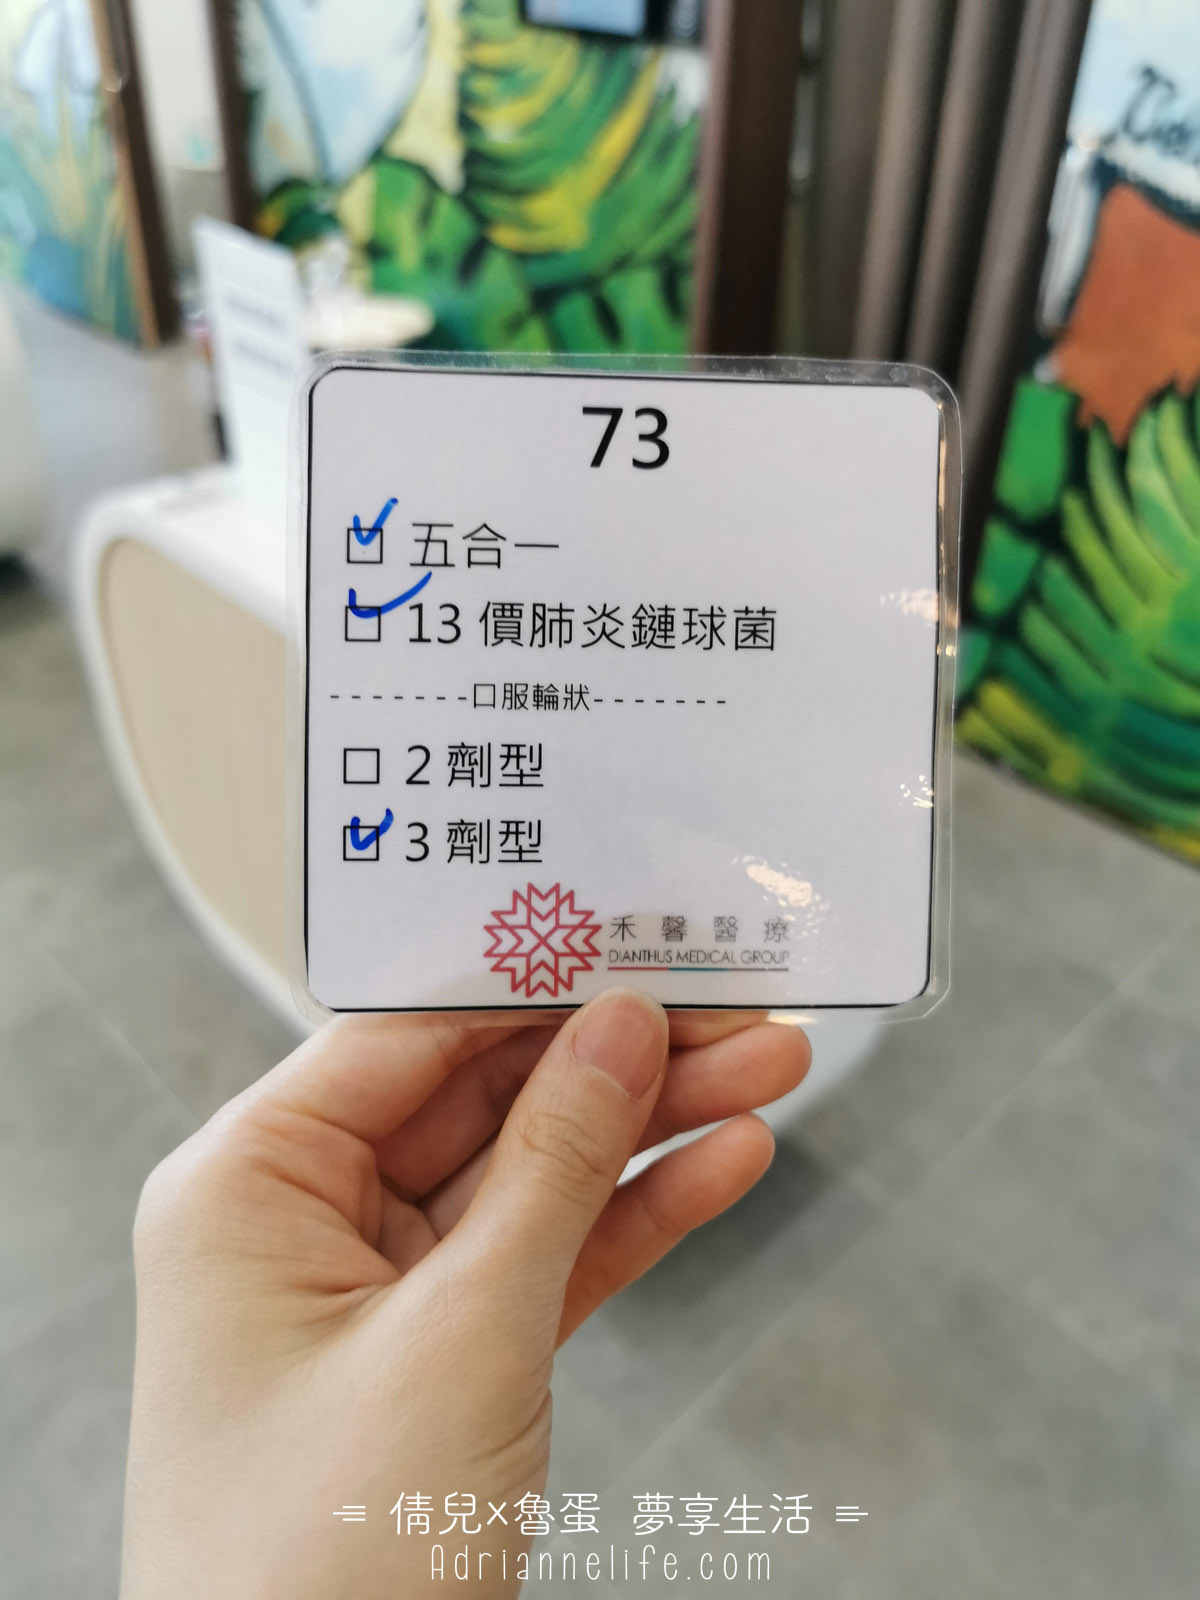 73
五合一
13 價肺炎鏈球菌
-------口服輪狀-------
2 劑型
3 劑型
禾馨醫療
DIANTHUS MEDICAL GROUP
倩兒x魯蛋 夢享生活
Adriannelife.com